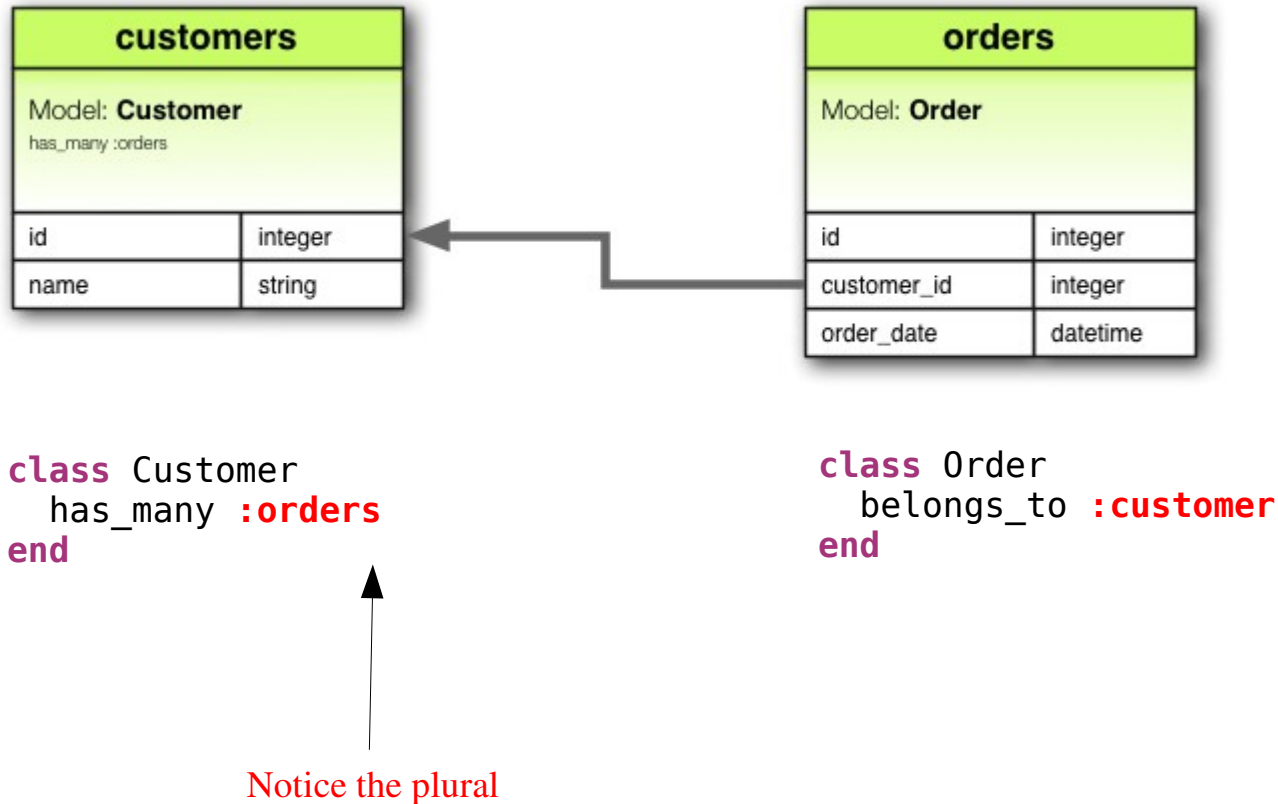 customers
Model: Customer
has_many :orders
id integer
name string
orders
Model: Order
id integer
customer_id integer
order_date datetime
class Customer
  has_many :orders
end
class Order
  belongs_to :customer
end
Notice the plural